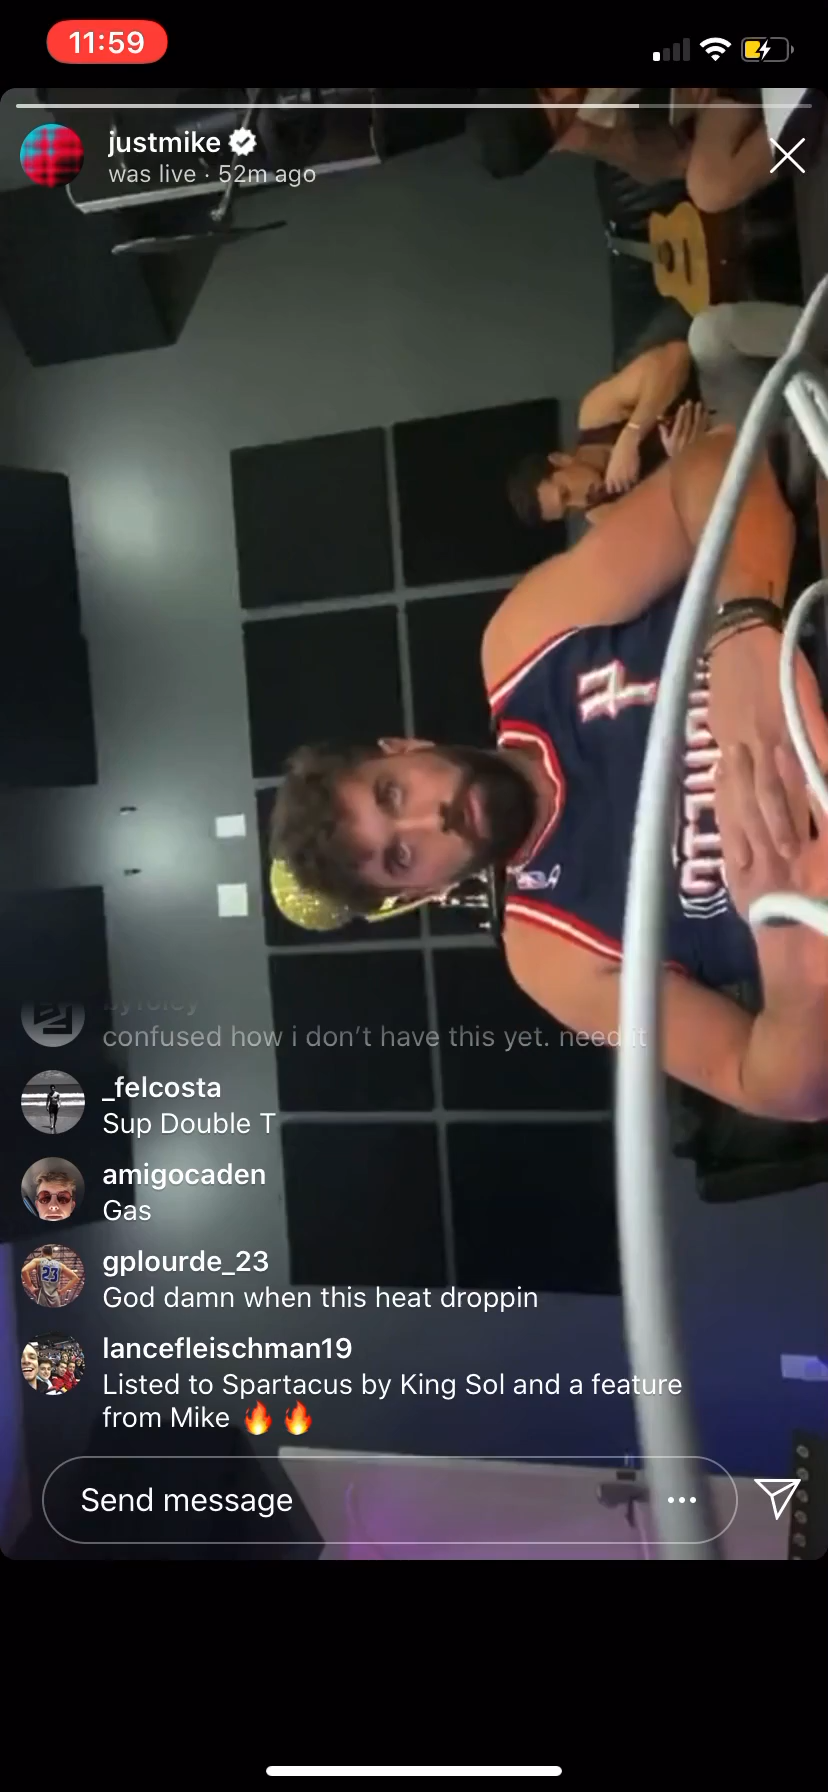 11:59
justmike
was live · 52m ago
byfoley
confused how i don’t have this yet. need it
_felcosta
Sup Double T
amigocaden
Gas
gplourde_23
God damn when this heat droppin
lancefleischman19
Listed to Spartacus by King Sol and a feature
from Mike 🔥 🔥
Send message
23